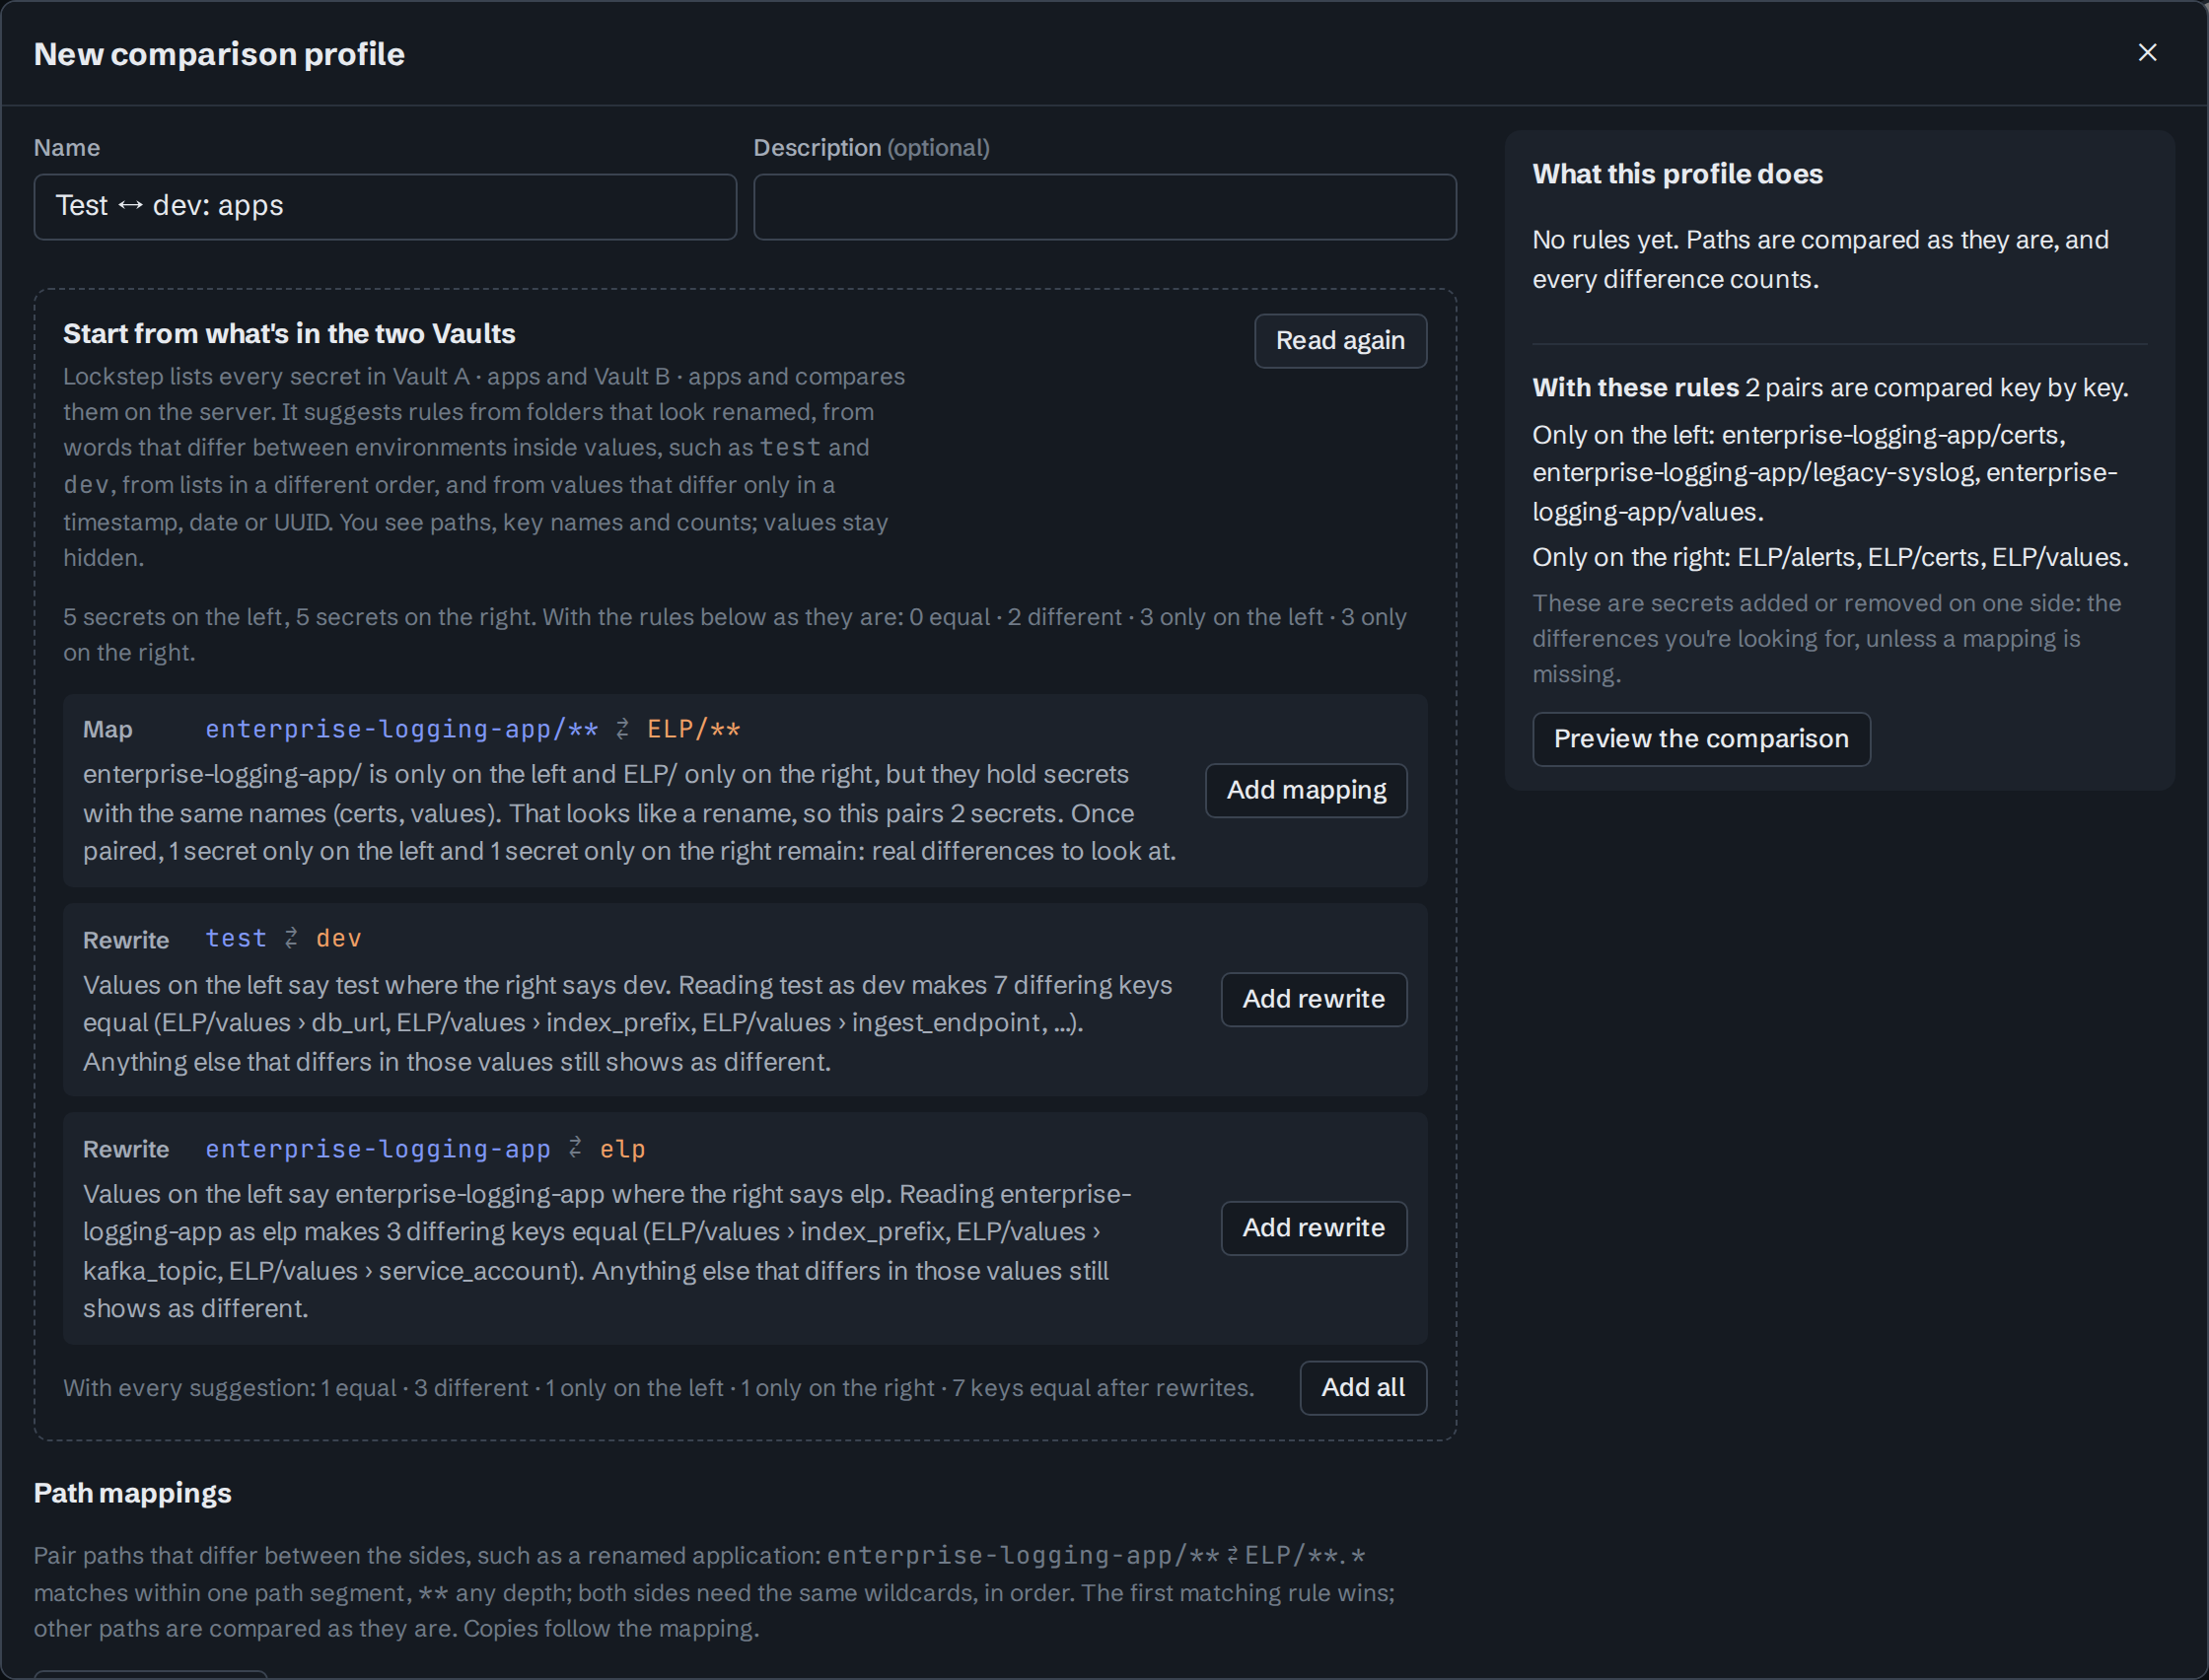 New comparison profile
Name
Description (optional)
Test ↔ dev: apps
Start from what's in the two Vaults
Read again
Lockstep lists every secret in Vault A · apps and Vault B · apps and compares
them on the server. It suggests rules from folders that look renamed, from
words that differ between environments inside values, such as test and
dev, from lists in a different order, and from values that differ only in a
timestamp, date or UUID. You see paths, key names and counts; values stay
hidden.
5 secrets on the left, 5 secrets on the right. With the rules below as they are: 0 equal · 2 different · 3 only on the left · 3 only
on the right.
Map enterprise-logging-app/** ⇄ ELP/**
enterprise-logging-app/ is only on the left and ELP/ only on the right, but they hold secrets
with the same names (certs, values). That looks like a rename, so this pairs 2 secrets. Once
paired, 1 secret only on the left and 1 secret only on the right remain: real differences to look at.
Add mapping
Rewrite test ⇄ dev
Values on the left say test where the right says dev. Reading test as dev makes 7 differing keys
equal (ELP/values › db_url, ELP/values › index_prefix, ELP/values › ingest_endpoint, …).
Anything else that differs in those values still shows as different.
Add rewrite
Rewrite enterprise-logging-app ⇄ elp
Values on the left say enterprise-logging-app where the right says elp. Reading enterprise-
logging-app as elp makes 3 differing keys equal (ELP/values › index_prefix, ELP/values ›
kafka_topic, ELP/values › service_account). Anything else that differs in those values still
shows as different.
Add rewrite
With every suggestion: 1 equal · 3 different · 1 only on the left · 1 only on the right · 7 keys equal after rewrites.
Add all
Path mappings
Pair paths that differ between the sides, such as a renamed application: enterprise-logging-app/** ⇄ ELP/**. *
matches within one path segment, ** any depth; both sides need the same wildcards, in order. The first matching rule wins;
other paths are compared as they are. Copies follow the mapping.
What this profile does
No rules yet. Paths are compared as they are, and
every difference counts.
With these rules 2 pairs are compared key by key.
Only on the left: enterprise-logging-app/certs,
enterprise-logging-app/legacy-syslog, enterprise-
logging-app/values.
Only on the right: ELP/alerts, ELP/certs, ELP/values.
These are secrets added or removed on one side: the
differences you're looking for, unless a mapping is
missing.
Preview the comparison